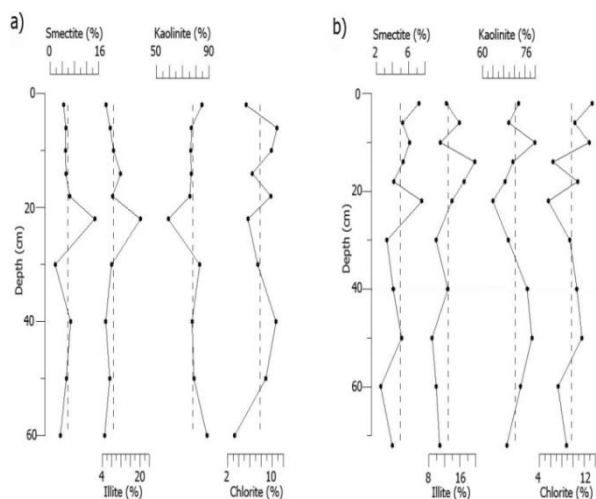 a)
Smectite (%)
0 16
Kaolinite (%)
50 90
Depth (cm)
0
20
40
60
4 20
Illite (%)
2 10
Chlorite (%)
b)
Smectite (%)
2 6
Kaolinite (%)
60 76
Depth (cm)
0
20
40
60
8 16
Illite (%)
4 12
Chlorite (%)